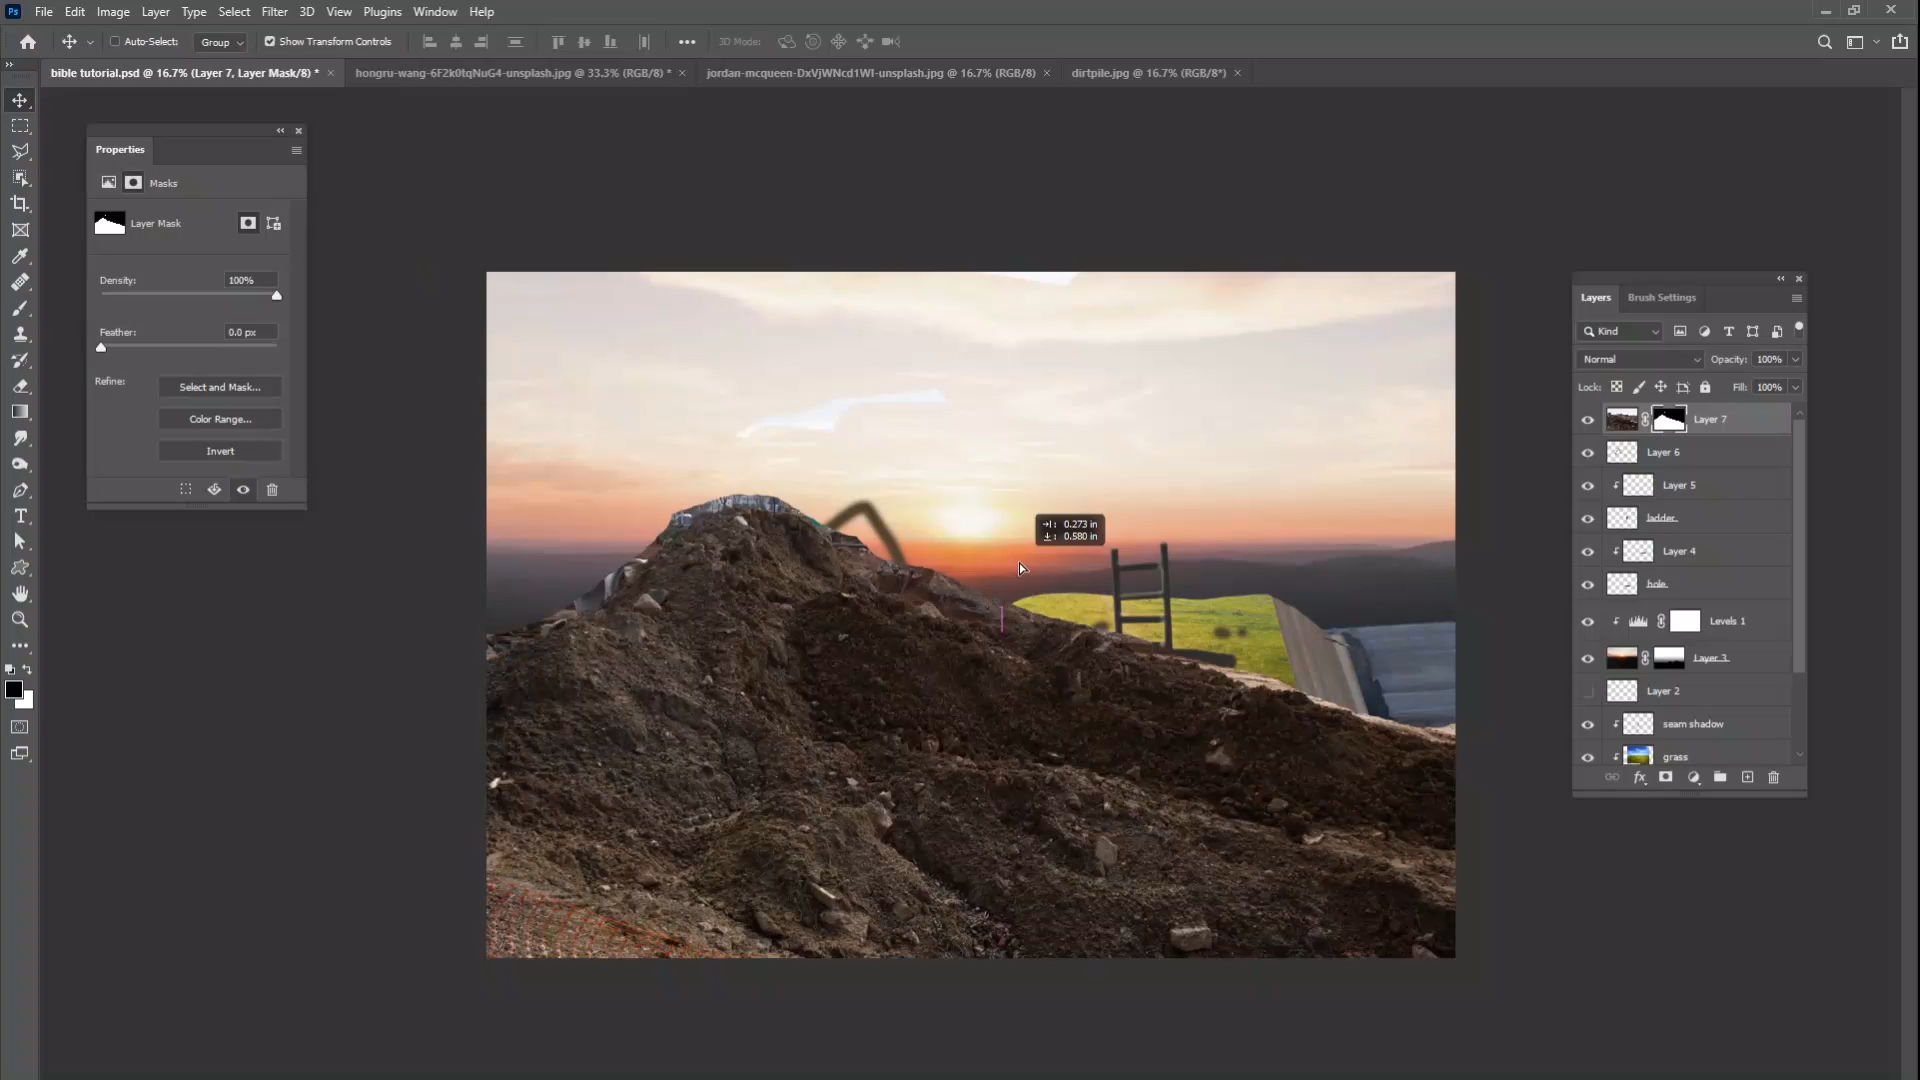 Ps File Edit Image Layer Type Select Filter 3D View Plugins Window Help
Auto-Select: Group Show Transform Controls 3D Mode:
bible tutorial.psd @ 16.7% (Layer 7, Layer Mask/8) * × hongru-wang-6F2k0tqNuG4-unsplash.jpg @ 33.3% (RGB/8) * × jordan-mcqueen-DxVjWNcd1WI-unsplash.jpg @ 16.7% (RGB/8) × dirtpile.jpg @ 16.7% (RGB/8*) ×
Properties
Masks
Layer Mask
Density: 100%
Feather: 0.0 px
Refine: Select and Mask...
Color Range...
Invert
0.273 in
0.580 in
Layers Brush Settings
Kind
Normal Opacity: 100%
Lock: Fill: 100%
Layer 7
Layer 6
Layer 5
ladder
Layer 4
hole
Levels 1
Layer 3
Layer 2
seam shadow
grass
fx